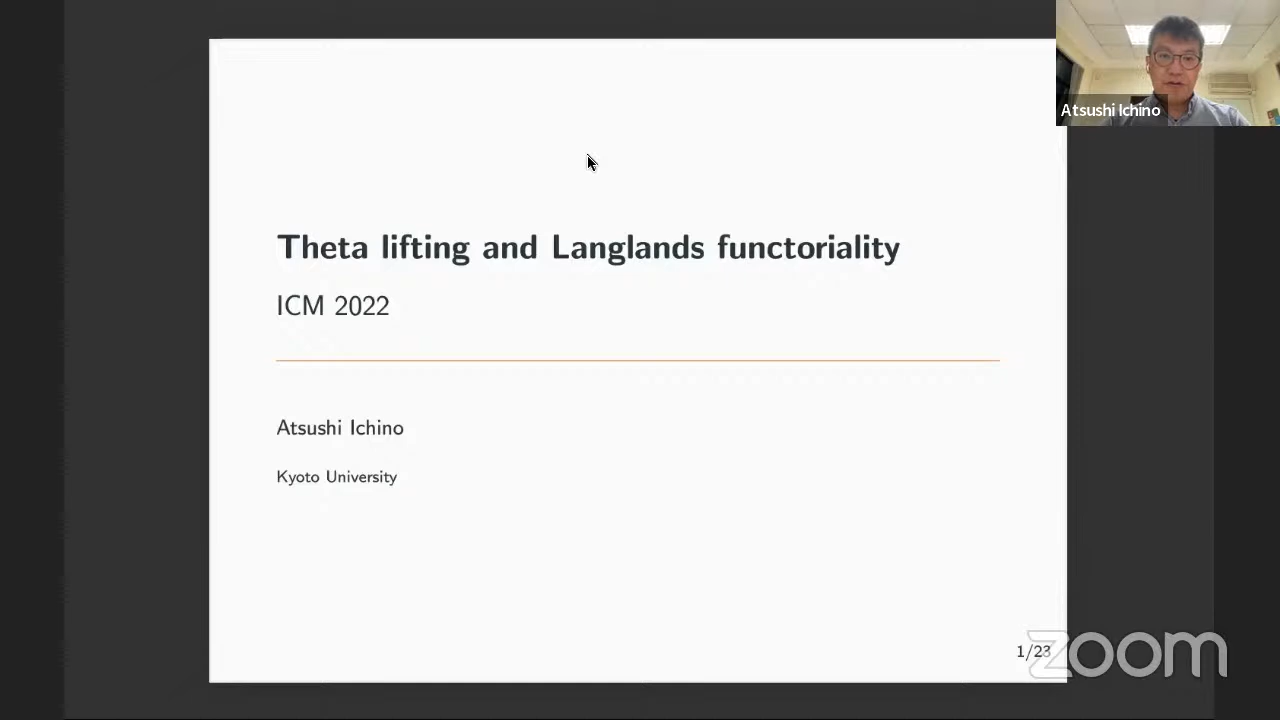 Atsushi Ichino
Theta lifting and Langlands functoriality
ICM 2022
Atsushi Ichino
Kyoto University
1/23
zoom